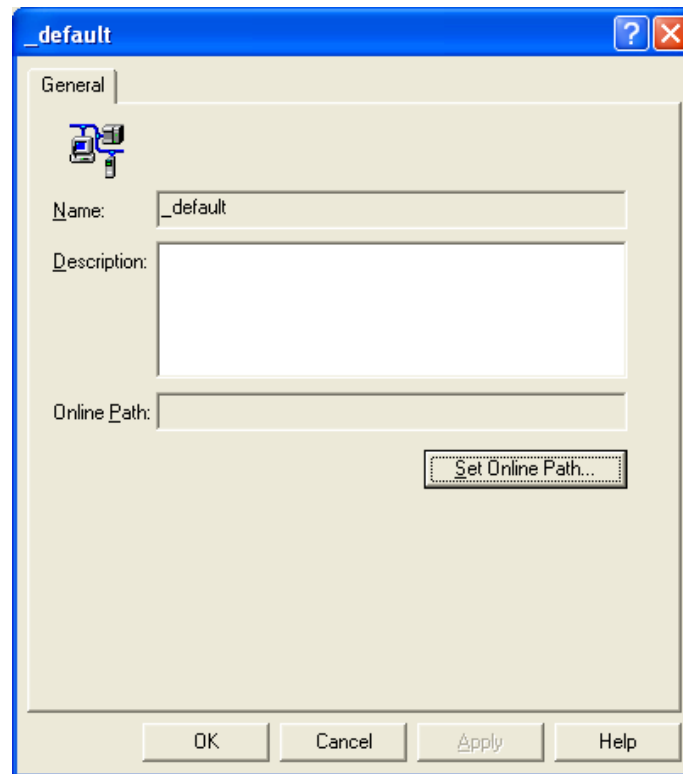 _default
General
Name: _default
Description:
Online Path:
Set Online Path...
OK Cancel Apply Help